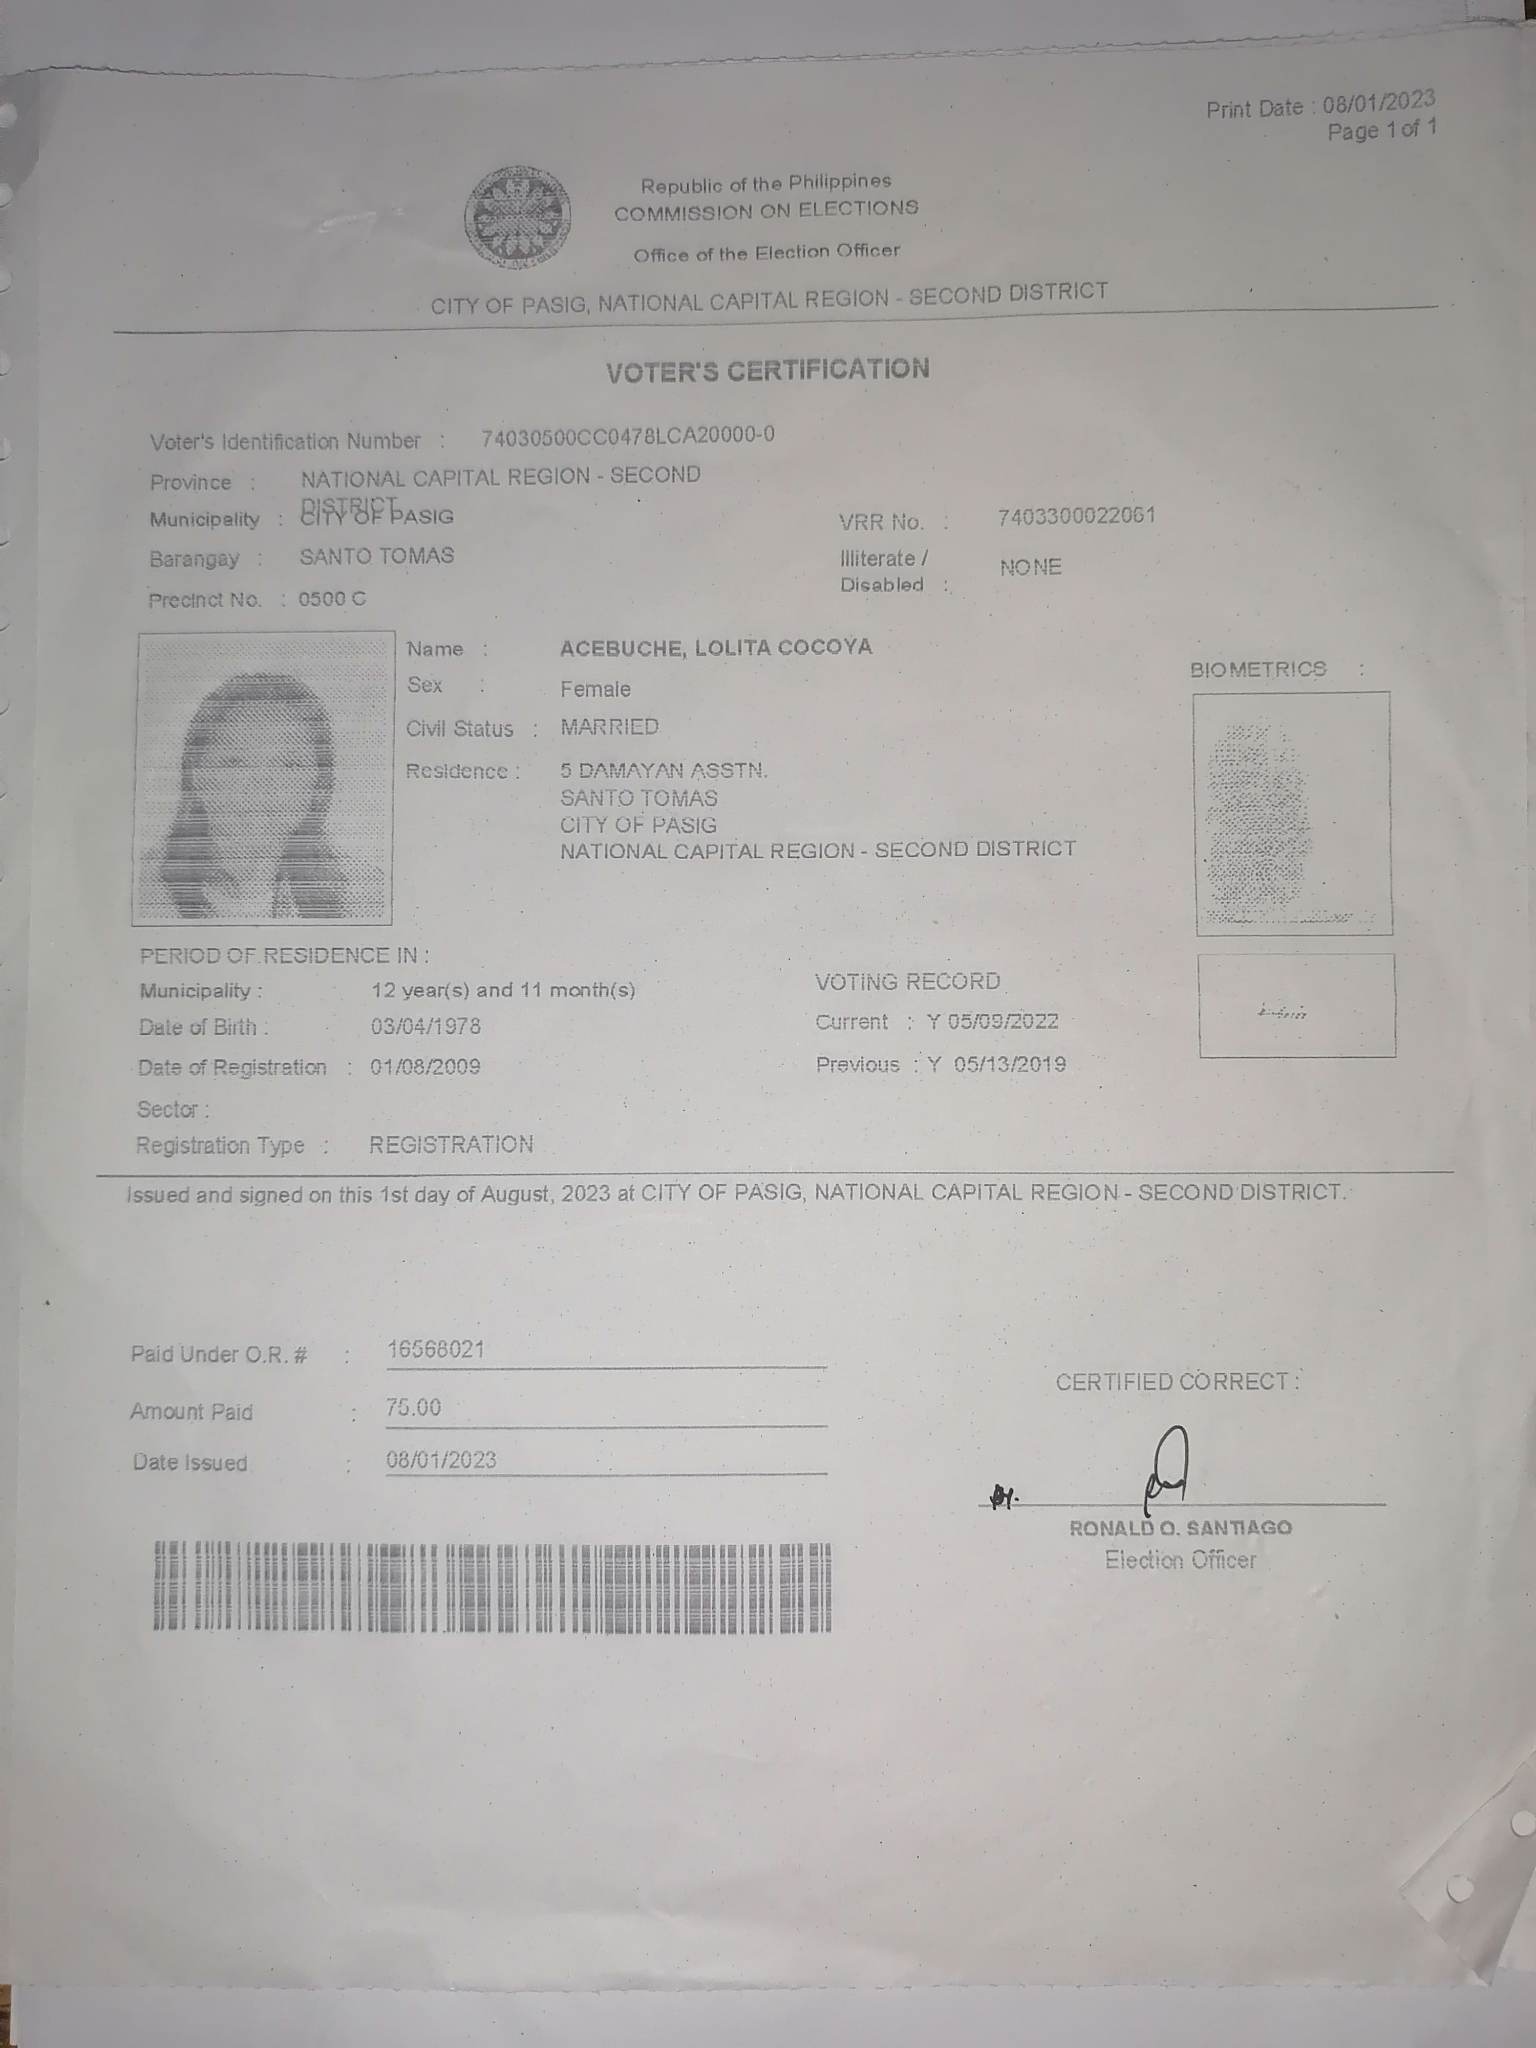 Print Date : 08/01/2023
Page 1 of 1
Republic of the Philippines
COMMISSION ON ELECTIONS
Office of the Election Officer
CITY OF PASIG, NATIONAL CAPITAL REGION - SECOND DISTRICT
VOTER'S CERTIFICATION
Voter's Identification Number : 74030500CC0478LCA20000-0
Province : NATIONAL CAPITAL REGION - SECOND
DISTRICT
Municipality : CITY OF PASIG
VRR No. : 7403300022061
Barangay : SANTO TOMAS
Illiterate /
Disabled : NONE
Precinct No. : 0500 C
Name : ACEBUCHE, LOLITA COCOYA
BIOMETRICS :
Sex : Female
Civil Status : MARRIED
Residence : 5 DAMAYAN ASSTN.
SANTO TOMAS
CITY OF PASIG
NATIONAL CAPITAL REGION - SECOND DISTRICT
PERIOD OF RESIDENCE IN :
Municipality : 12 year(s) and 11 month(s)
VOTING RECORD
Date of Birth : 03/04/1978
Current : Y 05/09/2022
Date of Registration : 01/08/2009
Previous : Y 05/13/2019
Sector :
Registration Type : REGISTRATION
Issued and signed on this 1st day of August, 2023 at CITY OF PASIG, NATIONAL CAPITAL REGION - SECOND DISTRICT.
Paid Under O.R. # : 16568021
CERTIFIED CORRECT :
Amount Paid : 75.00
Date Issued : 08/01/2023
By.
RONALD O. SANTIAGO
Election Officer